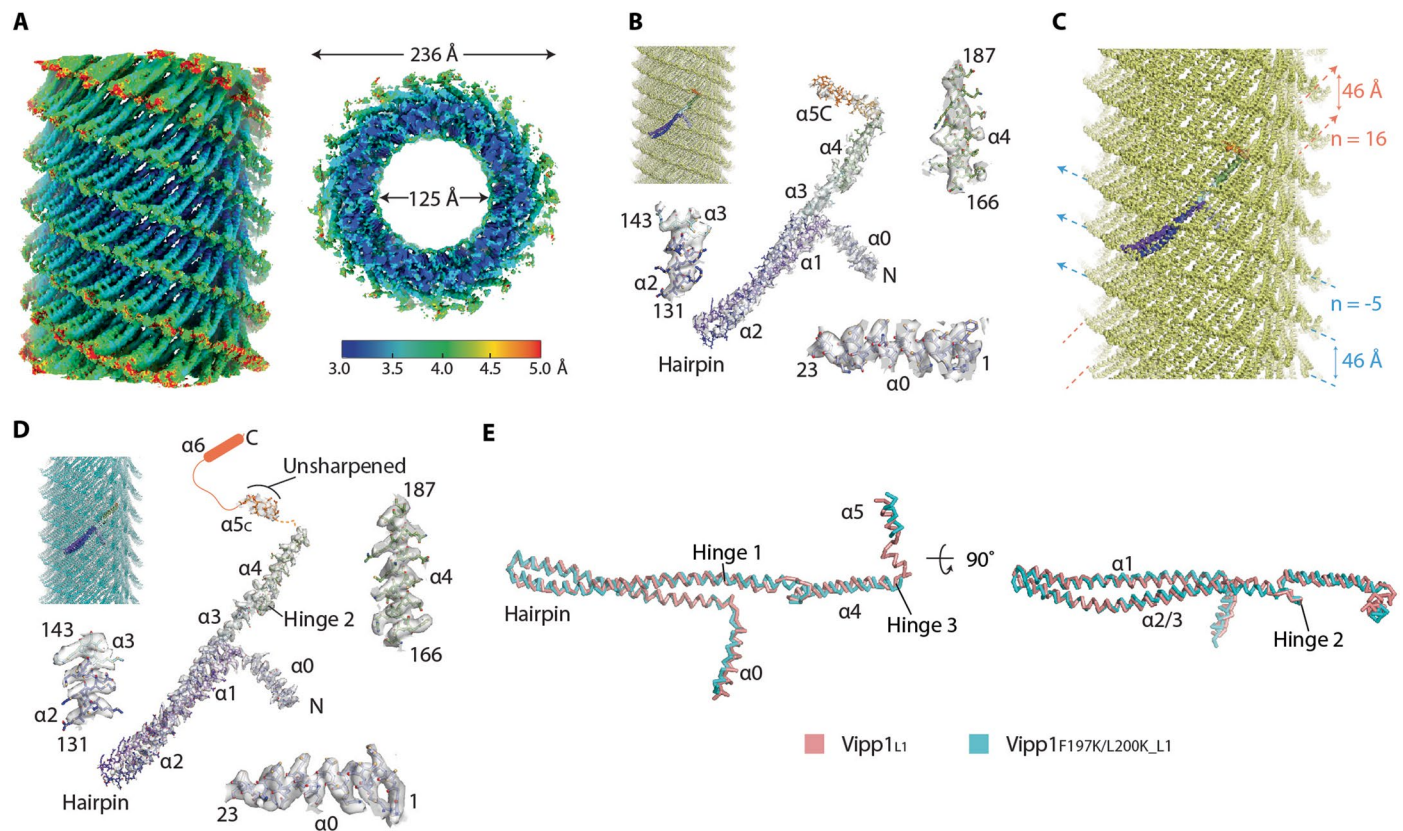 A
236 Å
125 Å
3.0 3.5 4.0 4.5 5.0 Å
B
187
α5C
α4
α4
α3
143
α3
166
α0
α1
N
α2
131
α2
Hairpin
23
α0
1
C
46 Å
n = 16
n = -5
46 Å
D
α6
C
Unsharpened
α5C
187
α4
α4
α3
Hinge 2
143
α3
166
α0
α1
N
α2
131
α2
Hairpin
23
α0
1
E
α5
Hinge 1
90°
α1
Hairpin
α4
Hinge 3
α2/3
Hinge 2
α0
Vipp1L1
Vipp1F197K/L200K_L1